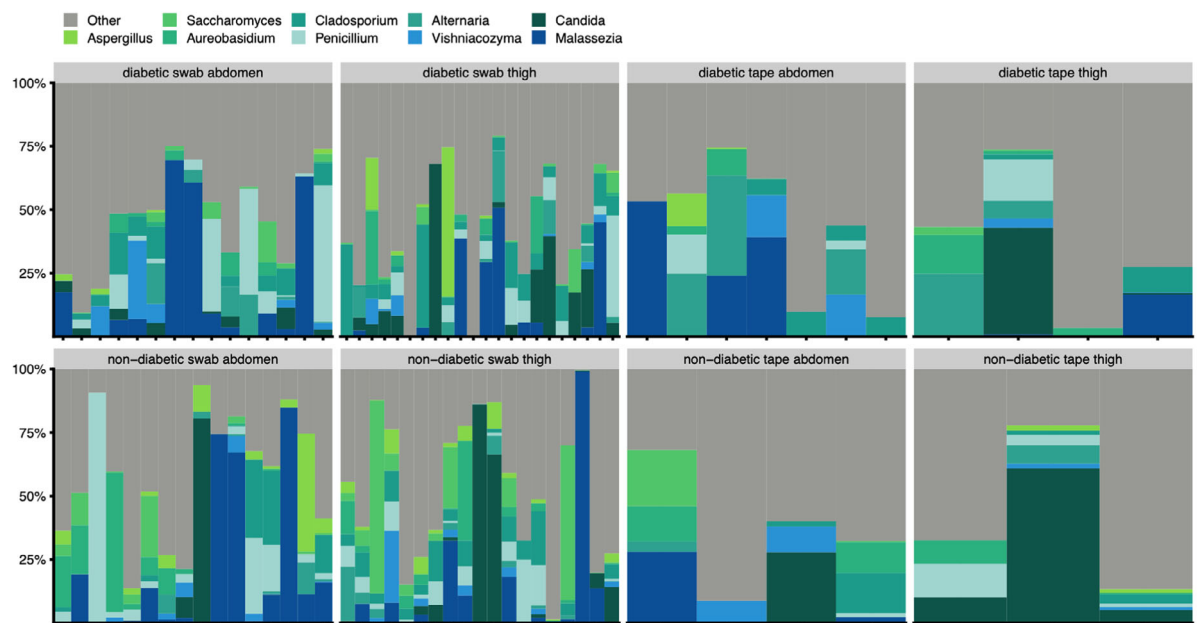 Other Saccharomyces Cladosporium Alternaria Candida
Aspergillus Aureobasidium Penicillium Vishniacozyma Malassezia
diabetic swab abdomen diabetic swab thigh diabetic tape abdomen diabetic tape thigh
100%
75%
50%
25%
non−diabetic swab abdomen non−diabetic swab thigh non−diabetic tape abdomen non−diabetic tape thigh
100%
75%
50%
25%